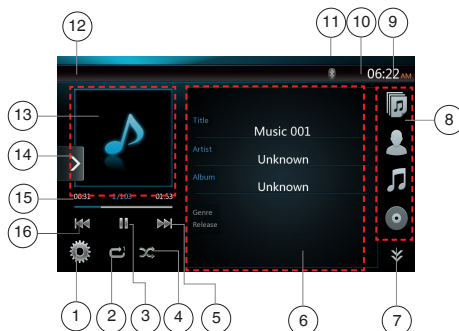 12
11
10
9
06:22 AM
13
8
Title
Music 001
14
Artist
Unknown
Album
Unknown
15
00:31 1/103 01:53
Genre
Release
16
1
2
3
4
5
6
7